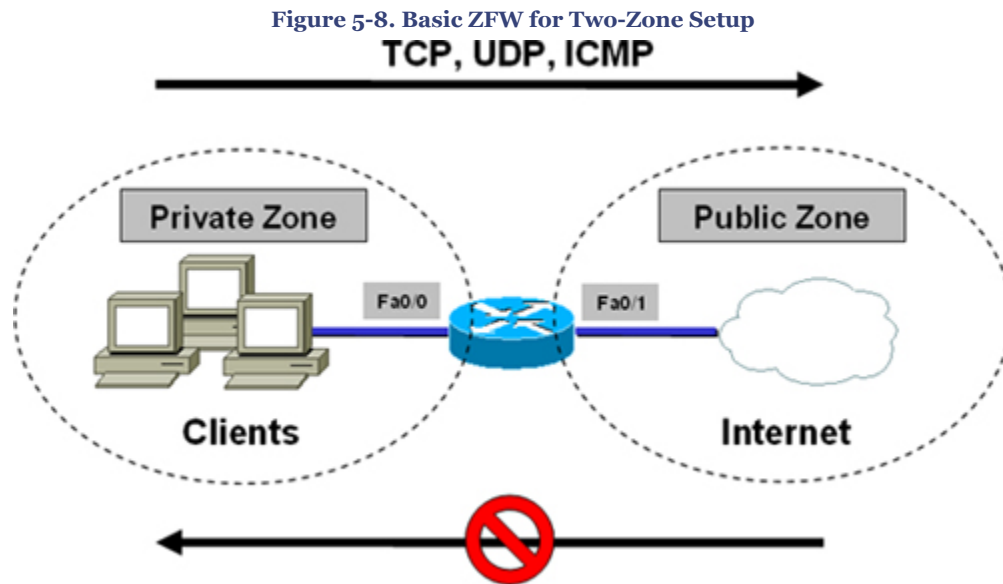 Figure 5-8. Basic ZFW for Two-Zone Setup
TCP, UDP, ICMP
Private Zone
Public Zone
Fa0/0
Fa0/1
Clients
Internet